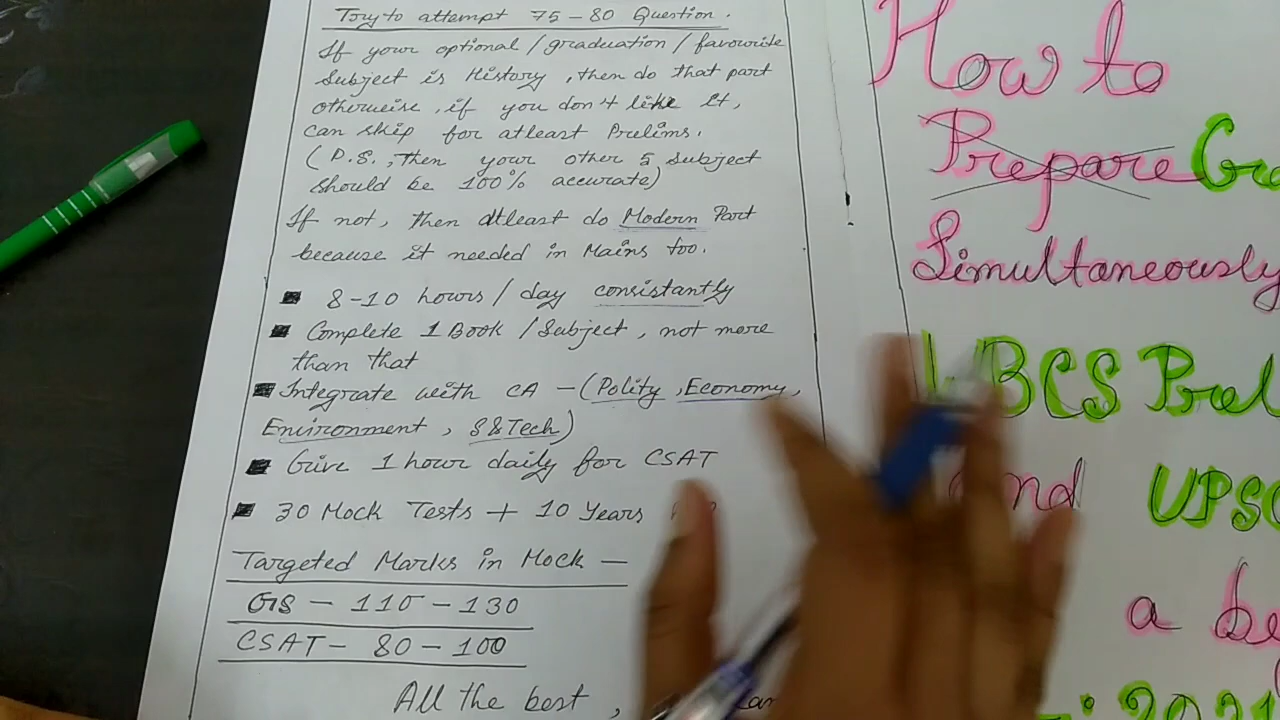 Try to attempt 75-80 Question.
If your optional/graduation/favourite
Subject is History, then do that part
otherweise, if you don't like it,
can skip for atleast Prelims.
(P.S., Then your other 5 Subject
should be 100% accurate)
If not, then Atleast do Modern Part
because it needed in Mains too.
8-10 hours/day consistantly
Complete 1 Book/Subject, not more
than that
Integrate with CA - (Polity, Economy,
Environment, S&Tech)
Give 1 hour daily for CSAT
30 Mock Tests + 10 Years
Targeted Marks in Mock -
GS - 110 - 130
CSAT - 80 - 100
All the best,
How to
Prepare
Simultaneously
WBCS Prel
and UPSC
a be
2021